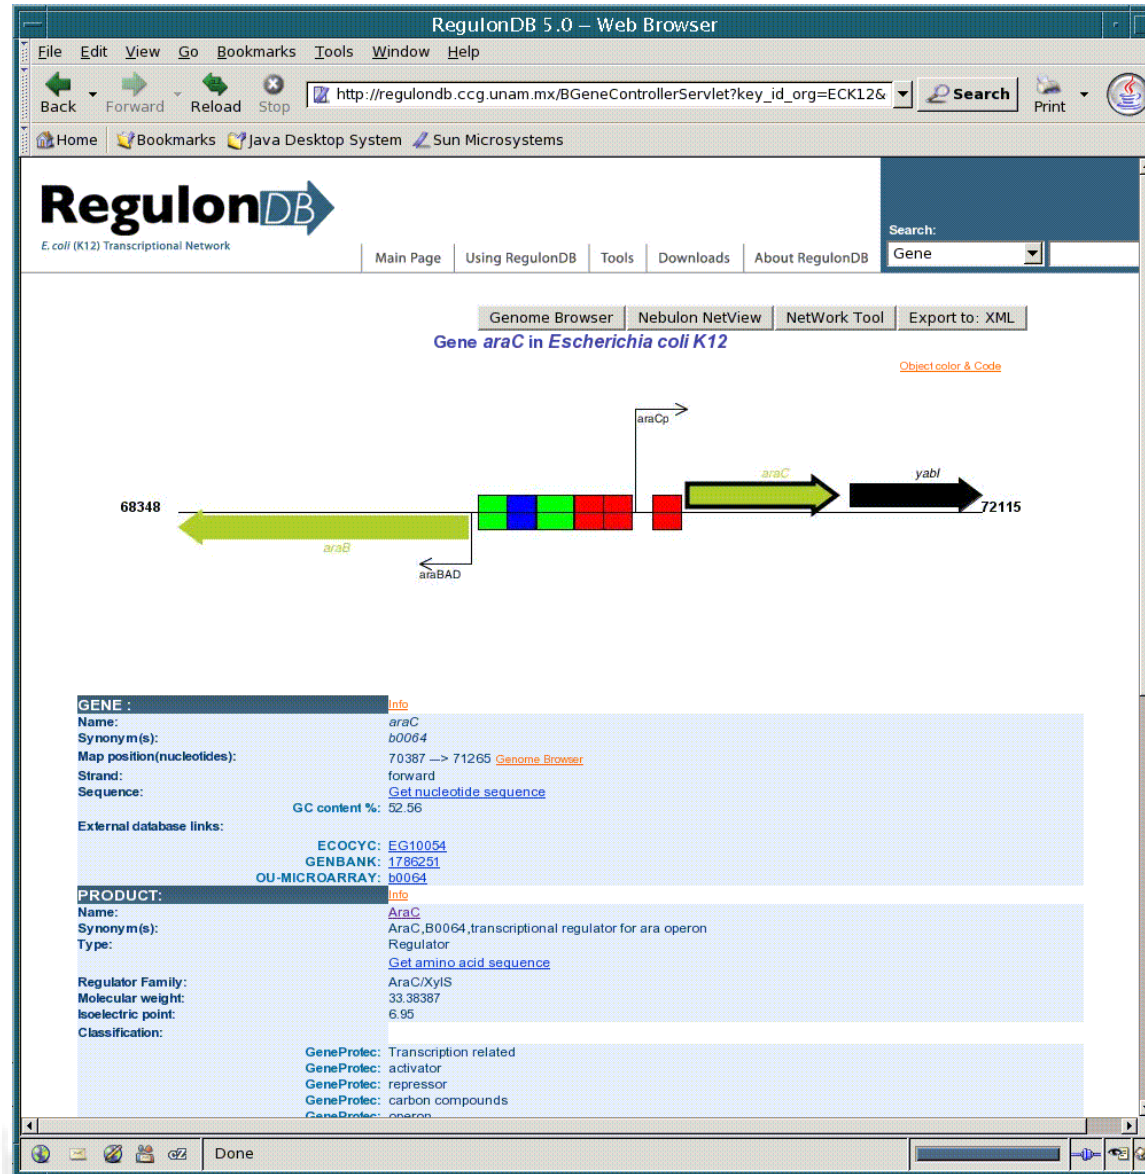 RegulonDB 5.0 – Web Browser
File Edit View Go Bookmarks Tools Window Help
Back Forward Reload Stop http://regulondb.ccg.unam.mx/BGeneControllerServlet?key_id_org=ECK12& Search Print
Home Bookmarks Java Desktop System Sun Microsystems
RegulonDB
E.coli (K12) Transcriptional Network
Main Page Using RegulonDB Tools Downloads About RegulonDB
Search:
Gene
Genome Browser Nebulon NetView NetWork Tool Export to: XML
Gene araC in Escherichia coli K12
Object color & Code
araCp
araC yabI
68348 72115
araB
araBAD
GENE : Info
Name: araC
Synonym(s): b0064
Map position(nucleotides): 70387 —> 71265 Genome Browser
Strand: forward
Sequence: Get nucleotide sequence
GC content %: 52.56
External database links:
ECOCYC: EG10054
GENBANK: 1786251
OU-MICROARRAY: b0064
PRODUCT: Info
Name: AraC
Synonym(s): AraC,B0064,transcriptional regulator for ara operon
Type: Regulator
Get amino acid sequence
Regulator Family: AraC/XylS
Molecular weight: 33.38387
Isoelectric point: 6.95
Classification:
GeneProtec: Transcription related
GeneProtec: activator
GeneProtec: repressor
GeneProtec: carbon compounds
GeneProtec: operon
Done